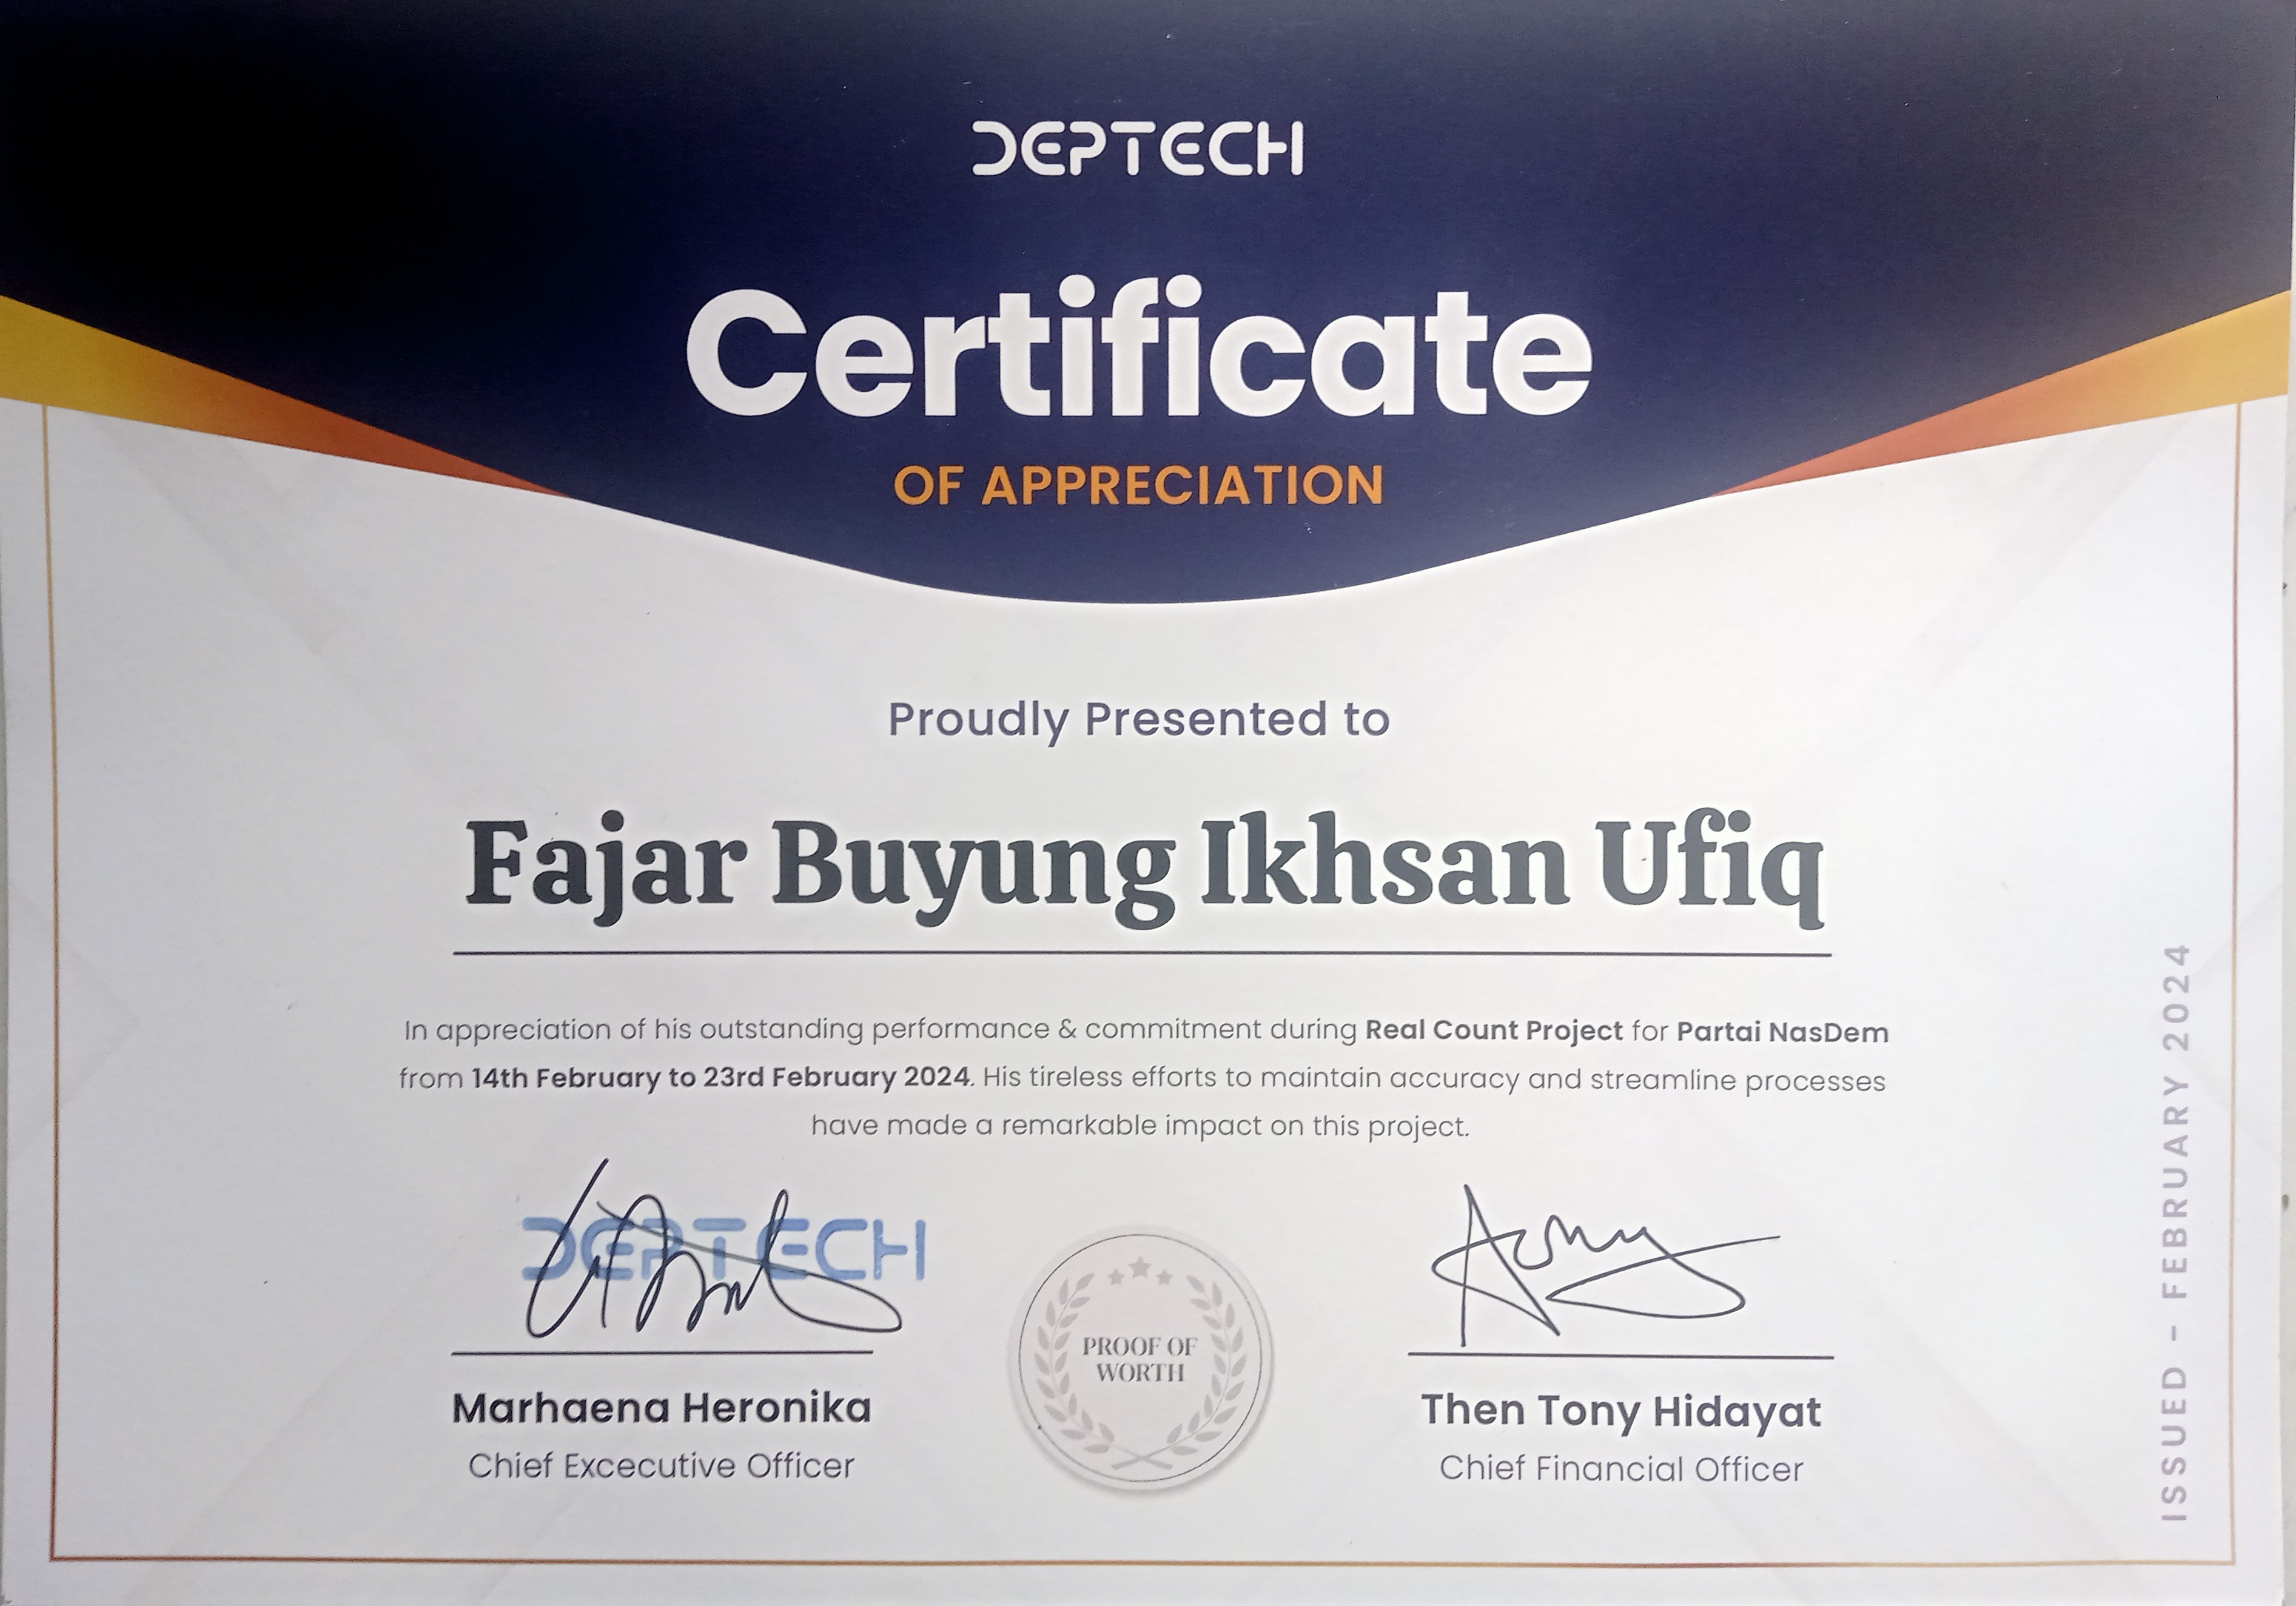 DEPTECH
Certificate
OF APPRECIATION
Proudly Presented to
Fajar Buyung Ikhsan Ufiq
In appreciation of his outstanding performance & commitment during Real Count Project for Partai NasDem
from 14th February to 23rd February 2024. His tireless efforts to maintain accuracy and streamline processes
have made a remarkable impact on this project.
DEPTECH
PROOF OF
WORTH
Marhaena Heronika
Chief Excecutive Officer
Then Tony Hidayat
Chief Financial Officer
ISSUED - FEBRUARY 2024